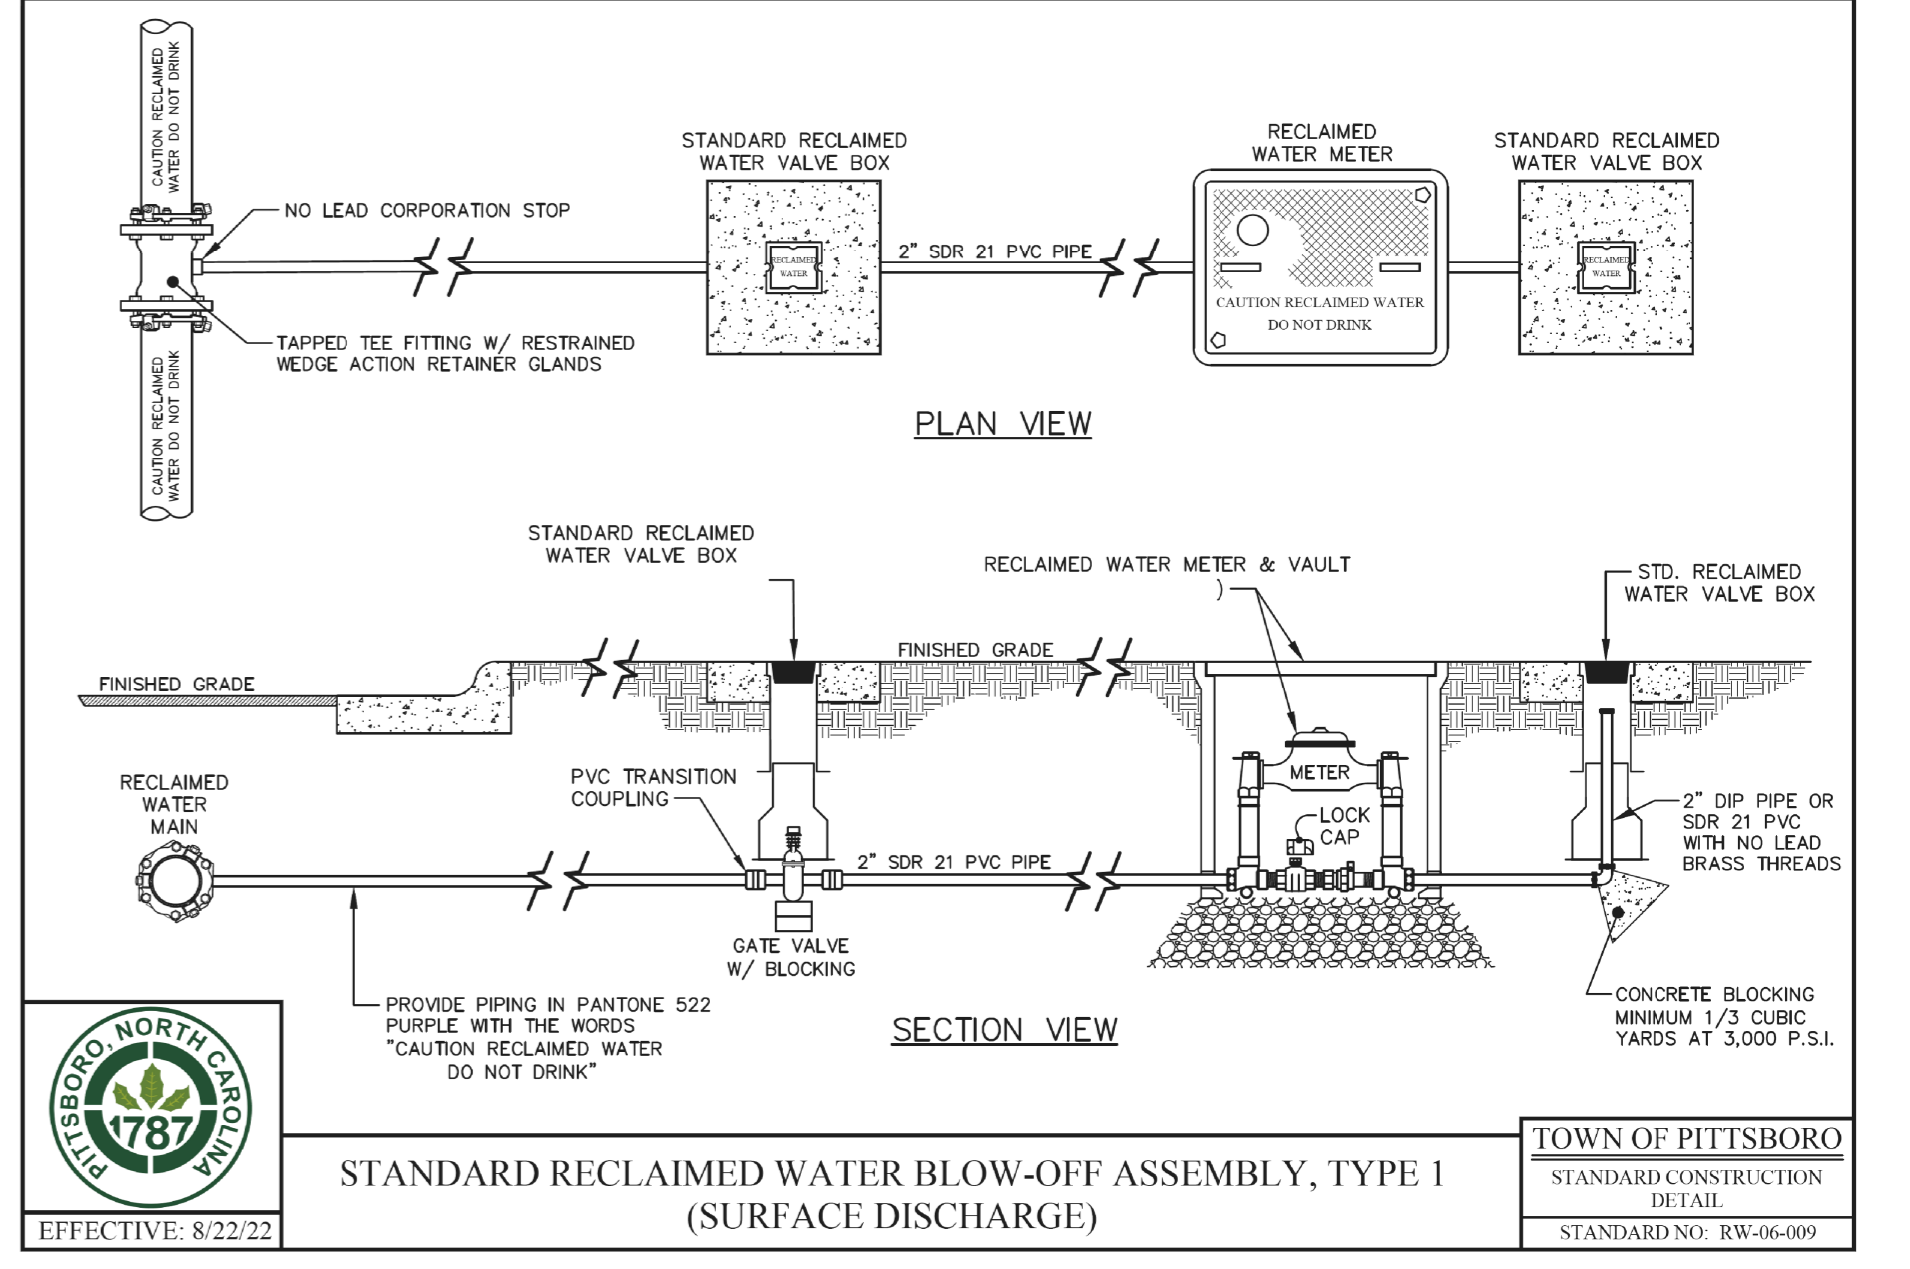 CAUTION RECLAIMED
WATER DO NOT DRINK
NO LEAD CORPORATION STOP
TAPPED TEE FITTING W/ RESTRAINED
WEDGE ACTION RETAINER GLANDS
CAUTION RECLAIMED
WATER DO NOT DRINK
STANDARD RECLAIMED
WATER VALVE BOX
RECLAIMED
WATER
2" SDR 21 PVC PIPE
RECLAIMED
WATER METER
CAUTION RECLAIMED WATER
DO NOT DRINK
STANDARD RECLAIMED
WATER VALVE BOX
RECLAIMED
WATER
PLAN VIEW
STANDARD RECLAIMED
WATER VALVE BOX
RECLAIMED WATER METER & VAULT
)
STD. RECLAIMED
WATER VALVE BOX
FINISHED GRADE
FINISHED GRADE
RECLAIMED
WATER
MAIN
PVC TRANSITION
COUPLING
METER
LOCK
CAP
2" DIP PIPE OR
SDR 21 PVC
WITH NO LEAD
BRASS THREADS
2" SDR 21 PVC PIPE
GATE VALVE
W/ BLOCKING
PROVIDE PIPING IN PANTONE 522
PURPLE WITH THE WORDS
"CAUTION RECLAIMED WATER
DO NOT DRINK"
CONCRETE BLOCKING
MINIMUM 1/3 CUBIC
YARDS AT 3,000 P.S.I.
SECTION VIEW
PITTSBORO, NORTH CAROLINA
1787
EFFECTIVE: 8/22/22
STANDARD RECLAIMED WATER BLOW-OFF ASSEMBLY, TYPE 1
(SURFACE DISCHARGE)
TOWN OF PITTSBORO
STANDARD CONSTRUCTION
DETAIL
STANDARD NO: RW-06-009